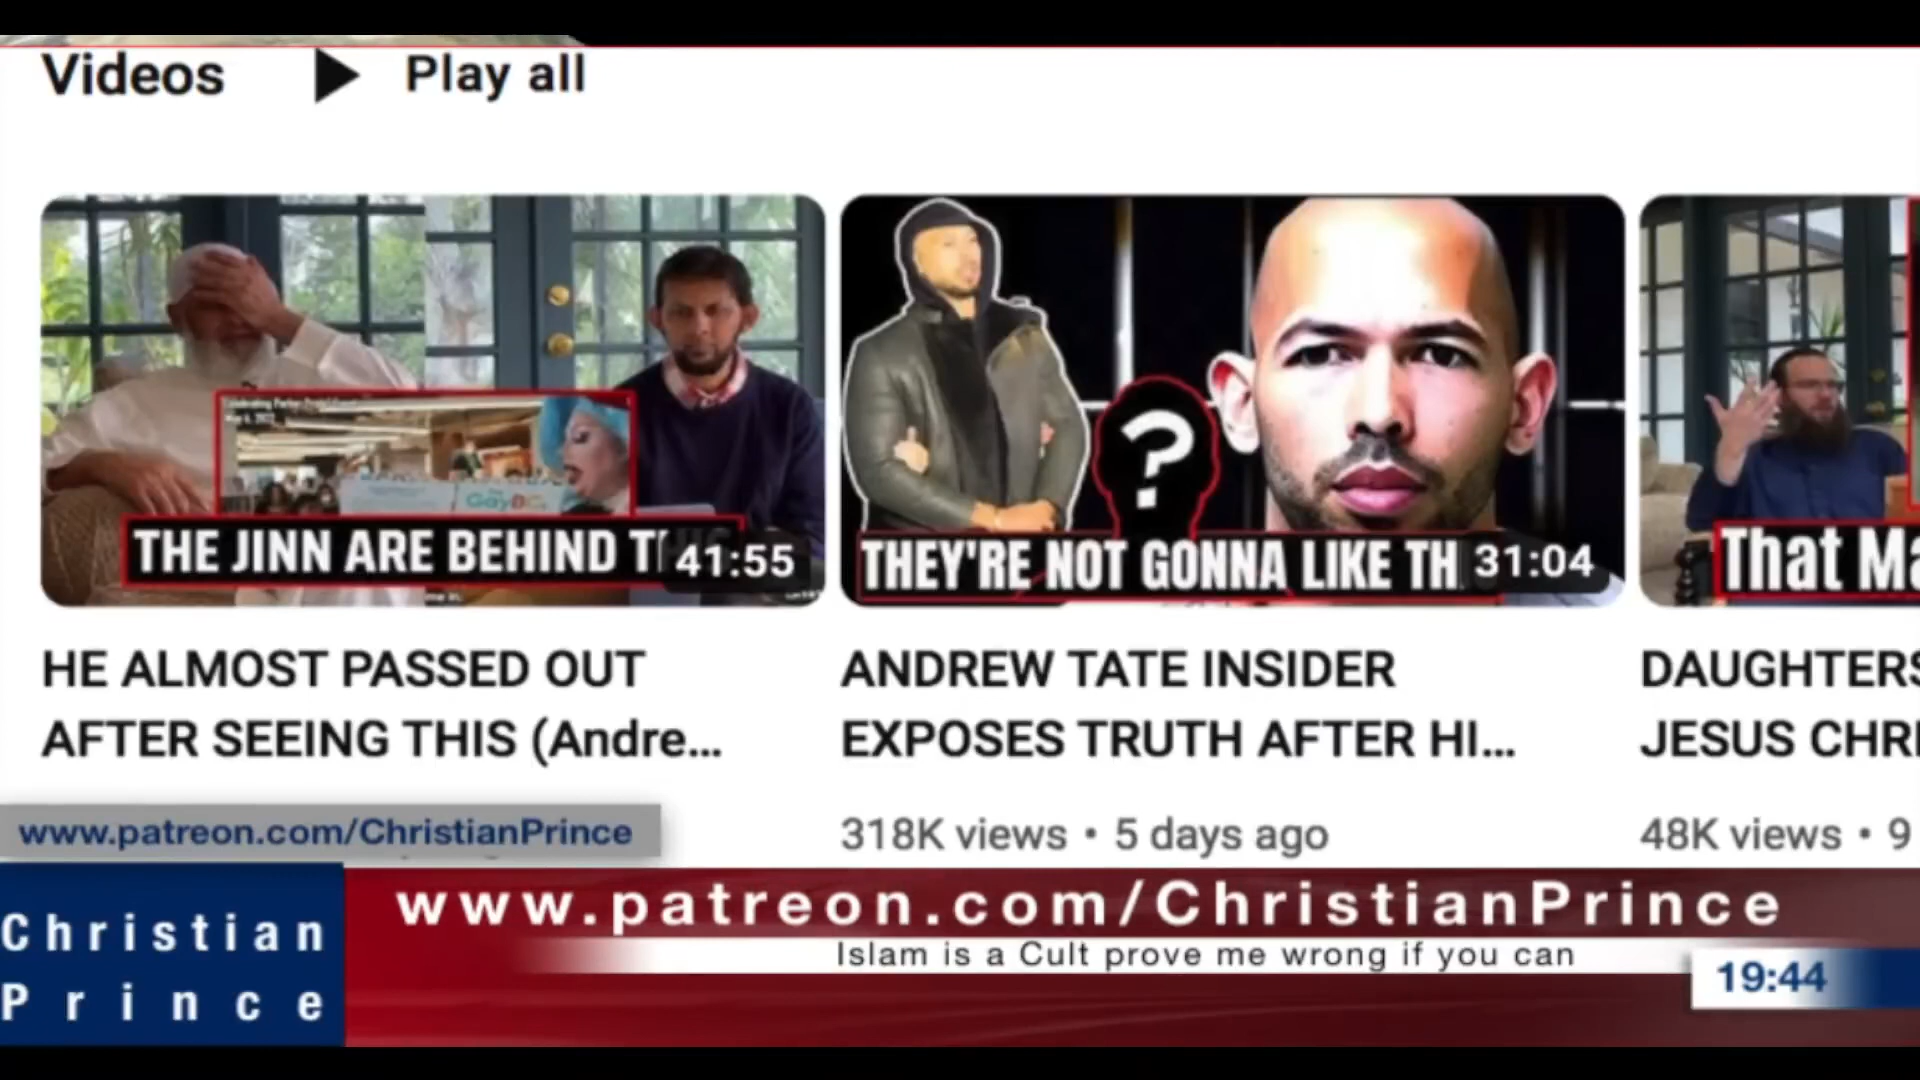 Videos
Play all
GayBCs
THE JINN ARE BEHIND
41:55
?
THEY'RE NOT GONNA LIKE TH
31:04
That Ma
HE ALMOST PASSED OUT
AFTER SEEING THIS (Andre...
ANDREW TATE INSIDER
EXPOSES TRUTH AFTER HI...
DAUGHTERS
JESUS CHRI
318K views • 5 days ago
48K views • 9
www.patreon.com/ChristianPrince
Christian
Prince
www.patreon.com/ChristianPrince
Islam is a Cult prove me wrong if you can
19:44